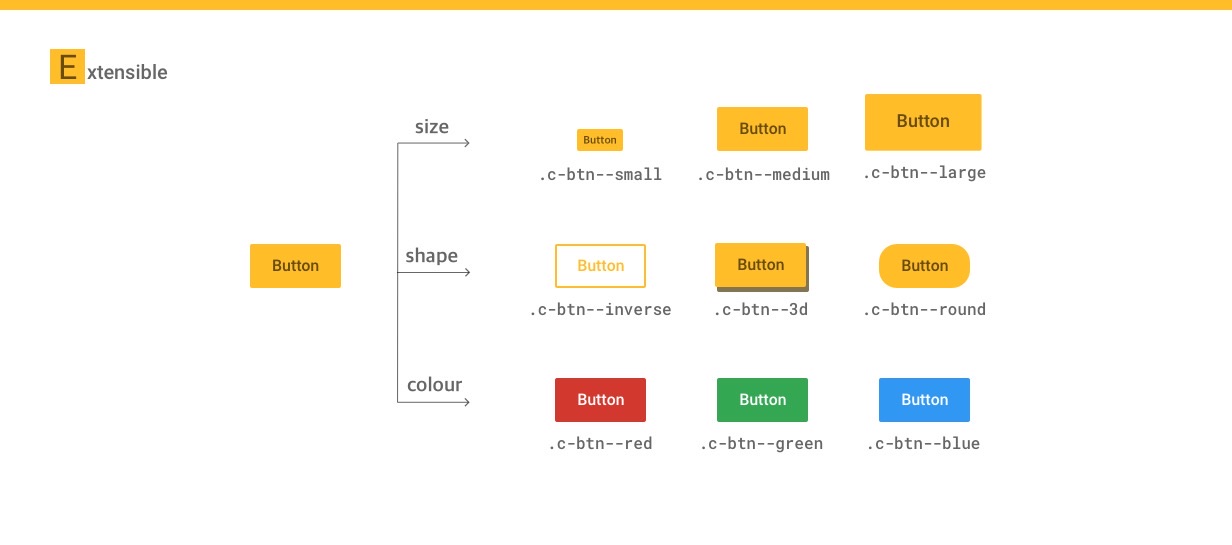 Extensible
size
Button
Button
Button
.c-btn--small
.c-btn--medium
.c-btn--large
Button
shape
Button
Button
Button
.c-btn--inverse
.c-btn--3d
.c-btn--round
colour
Button
Button
Button
.c-btn--red
.c-btn--green
.c-btn--blue